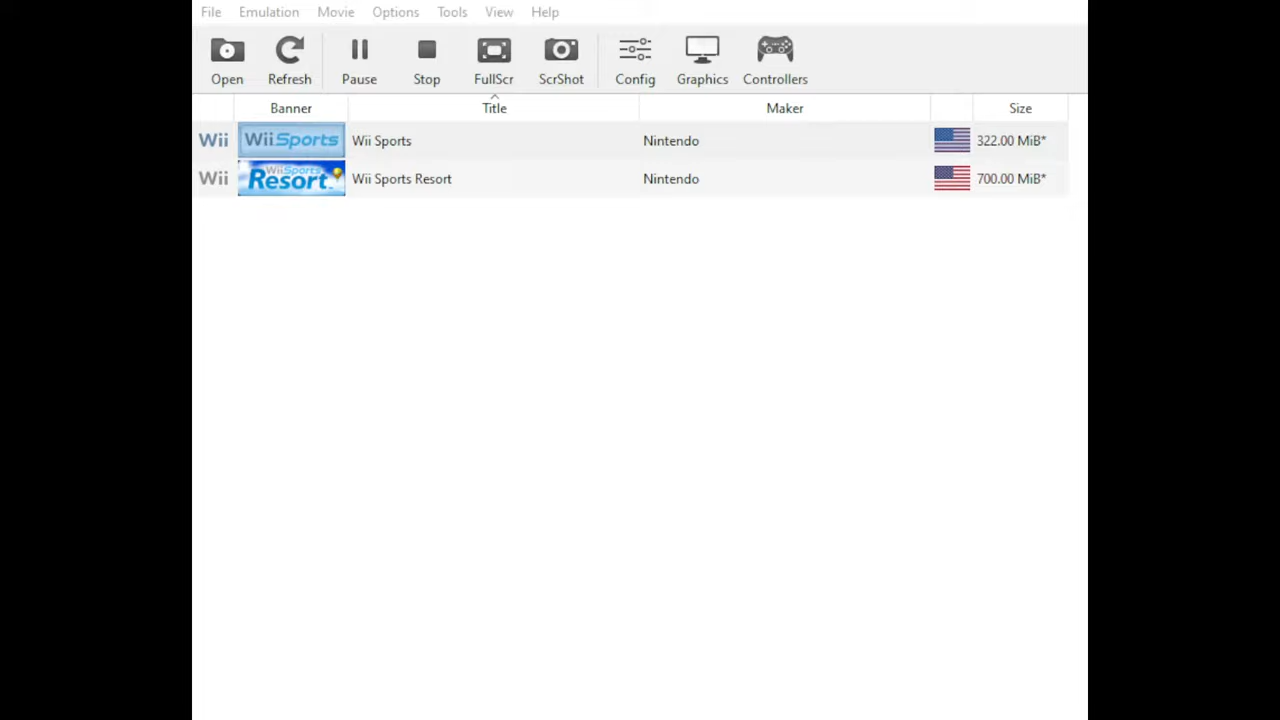 File Emulation Movie Options Tools View Help
Open Refresh Pause Stop FullScr ScrShot Config Graphics Controllers
Banner Title Maker Size
Wii Wii Sports Wii Sports Nintendo 322.00 MiB*
Wii Wii Sports Resort Wii Sports Resort Nintendo 700.00 MiB*